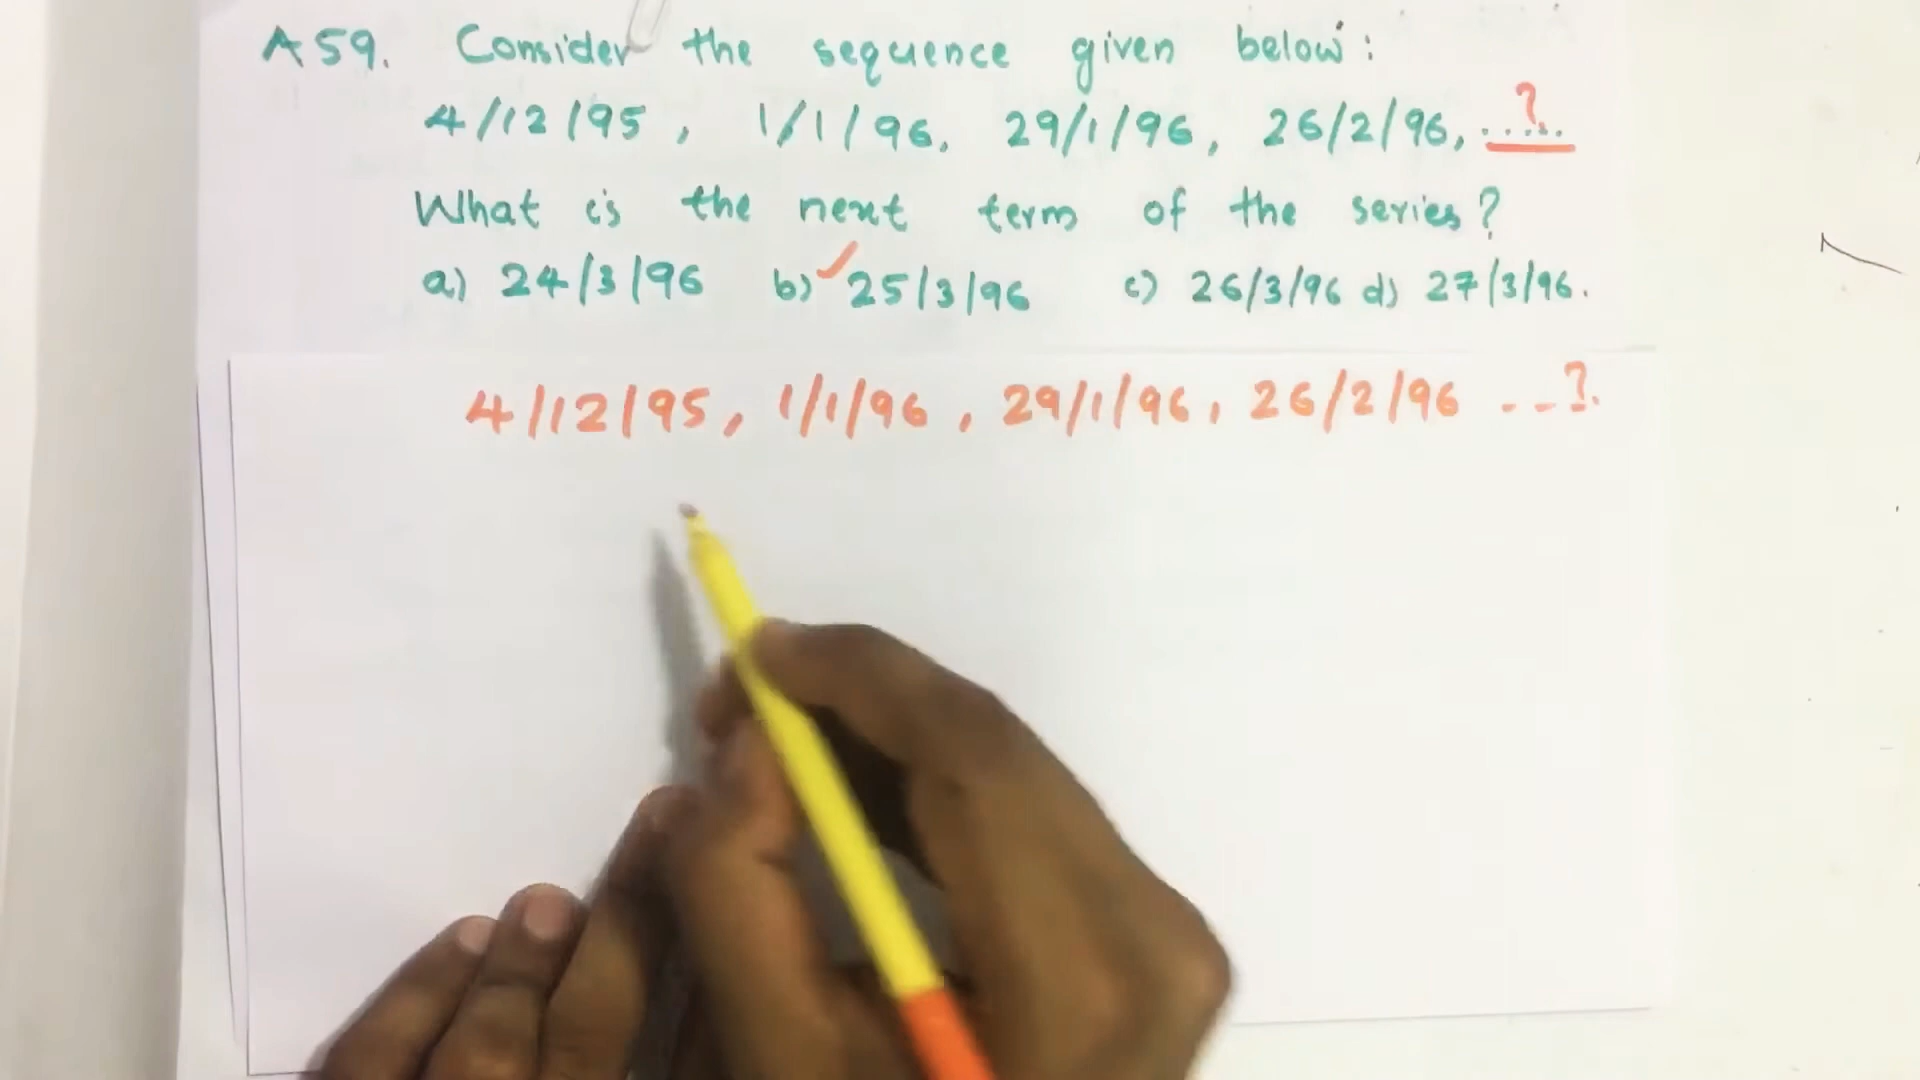 A59. Consider the sequence given below:
4/12/95, 1/1/96, 29/1/96, 26/2/96, ......?
What is the next term of the series?
a) 24/3/96 b) ✓25/3/96 c) 26/3/96 d) 27/3/96.
4/12/95, 1/1/96, 29/1/96, 26/2/96 --?.